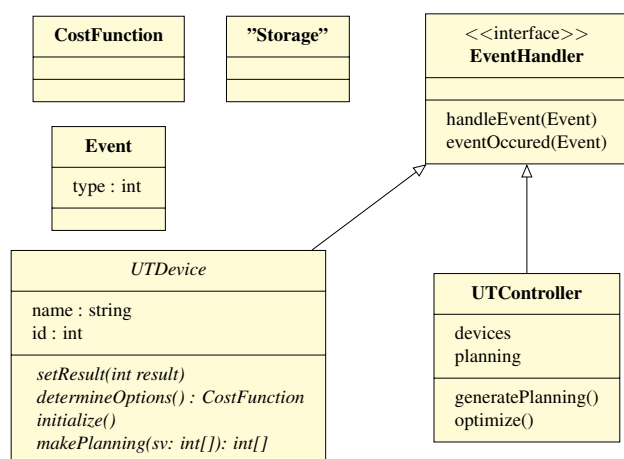 CostFunction
”Storage”
<<interface>>
EventHandler
handleEvent(Event)
eventOccured(Event)
Event
type : int
UTDevice
name : string
id : int
setResult(int result)
determineOptions() : CostFunction
initialize()
makePlanning(sv: int[]): int[]
UTController
devices
planning
generatePlanning()
optimize()